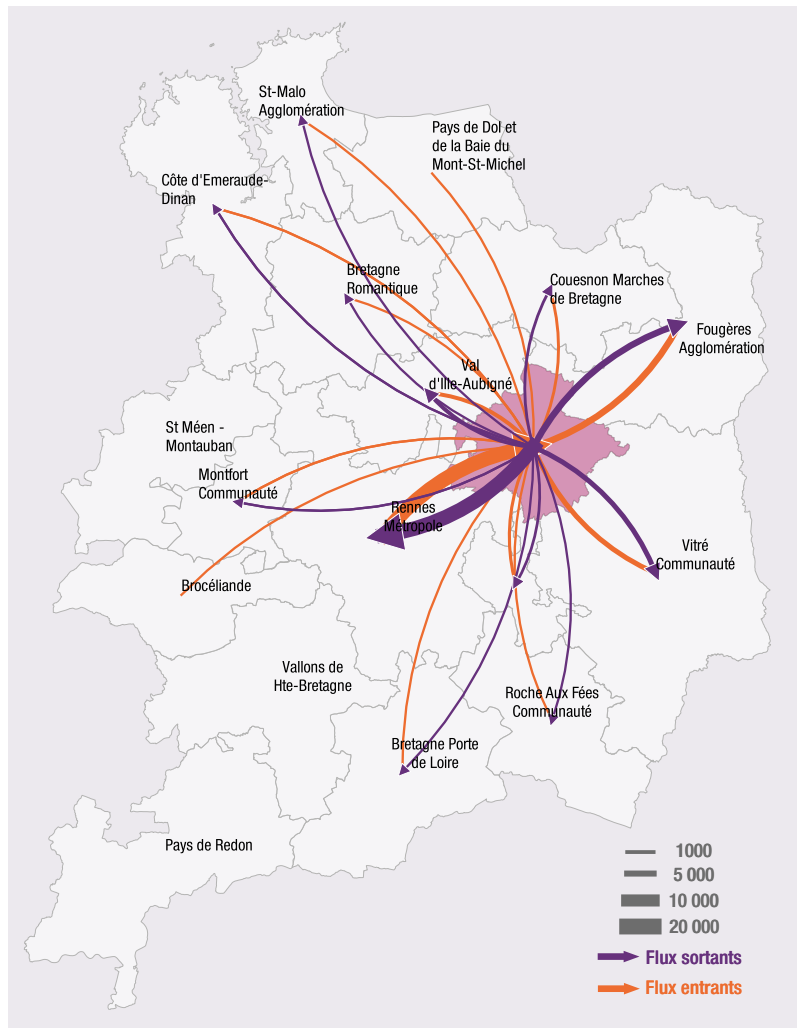 St-Malo
Agglomération
Pays de Dol et
de la Baie du
Mont-St-Michel
Côte d'Emeraude-
Dinan
Bretagne
Romantique
Couesnon Marches
de Bretagne
Fougères
Agglomération
Val
d'Ille-Aubigné
St Méen -
Montauban
Montfort
Communauté
Rennes
Métropole
Vitré
Communauté
Brocéliande
Vallons de
Hte-Bretagne
Roche Aux Fées
Communauté
Bretagne Porte
de Loire
Pays de Redon
1000
5 000
10 000
20 000
Flux sortants
Flux entrants